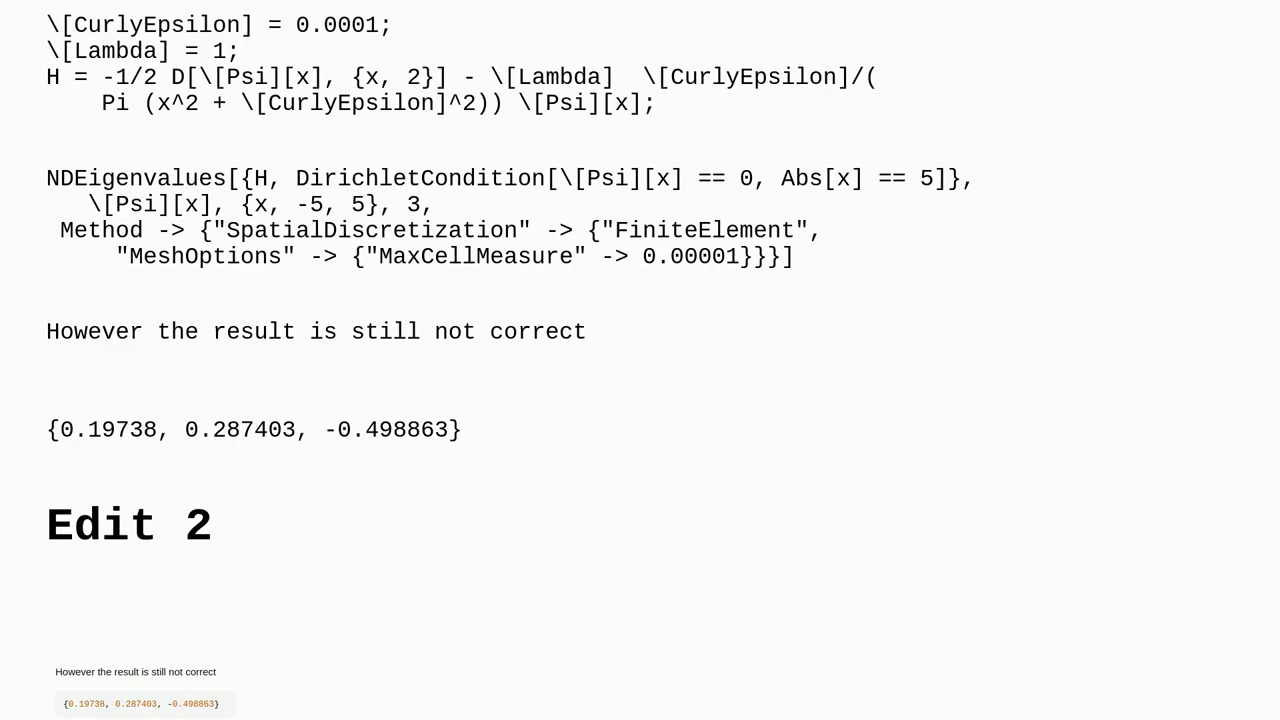 \[CurlyEpsilon] = 0.0001;
\[Lambda] = 1;
H = -1/2 D[\[Psi][x], {x, 2}] - \[Lambda]  \[CurlyEpsilon]/(
    Pi (x^2 + \[CurlyEpsilon]^2)) \[Psi][x];
NDEigenvalues[{H, DirichletCondition[\[Psi][x] == 0, Abs[x] == 5]},
   \[Psi][x], {x, -5, 5}, 3,
 Method -> {"SpatialDiscretization" -> {"FiniteElement",
     "MeshOptions" -> {"MaxCellMeasure" -> 0.00001}}}]
However the result is still not correct
{0.19738, 0.287403, -0.498863}
Edit 2
However the result is still not correct
{0.19738, 0.287403, -0.498863}